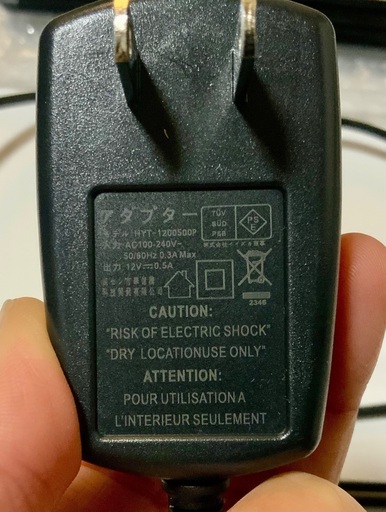 アダプター
モデル:HYT-1200500P
入力:AC100-240V~
50/60Hz 0.3A Max
出力:12V⎓0.5A
TÜV
SÜD
PSE
PS
E
2346
CAUTION:
"RISK OF ELECTRIC SHOCK"
"DRY LOCATIONUSE ONLY"
ATTENTION:
POUR UTILISATION A
L'INTERIEUR SEULEMENT